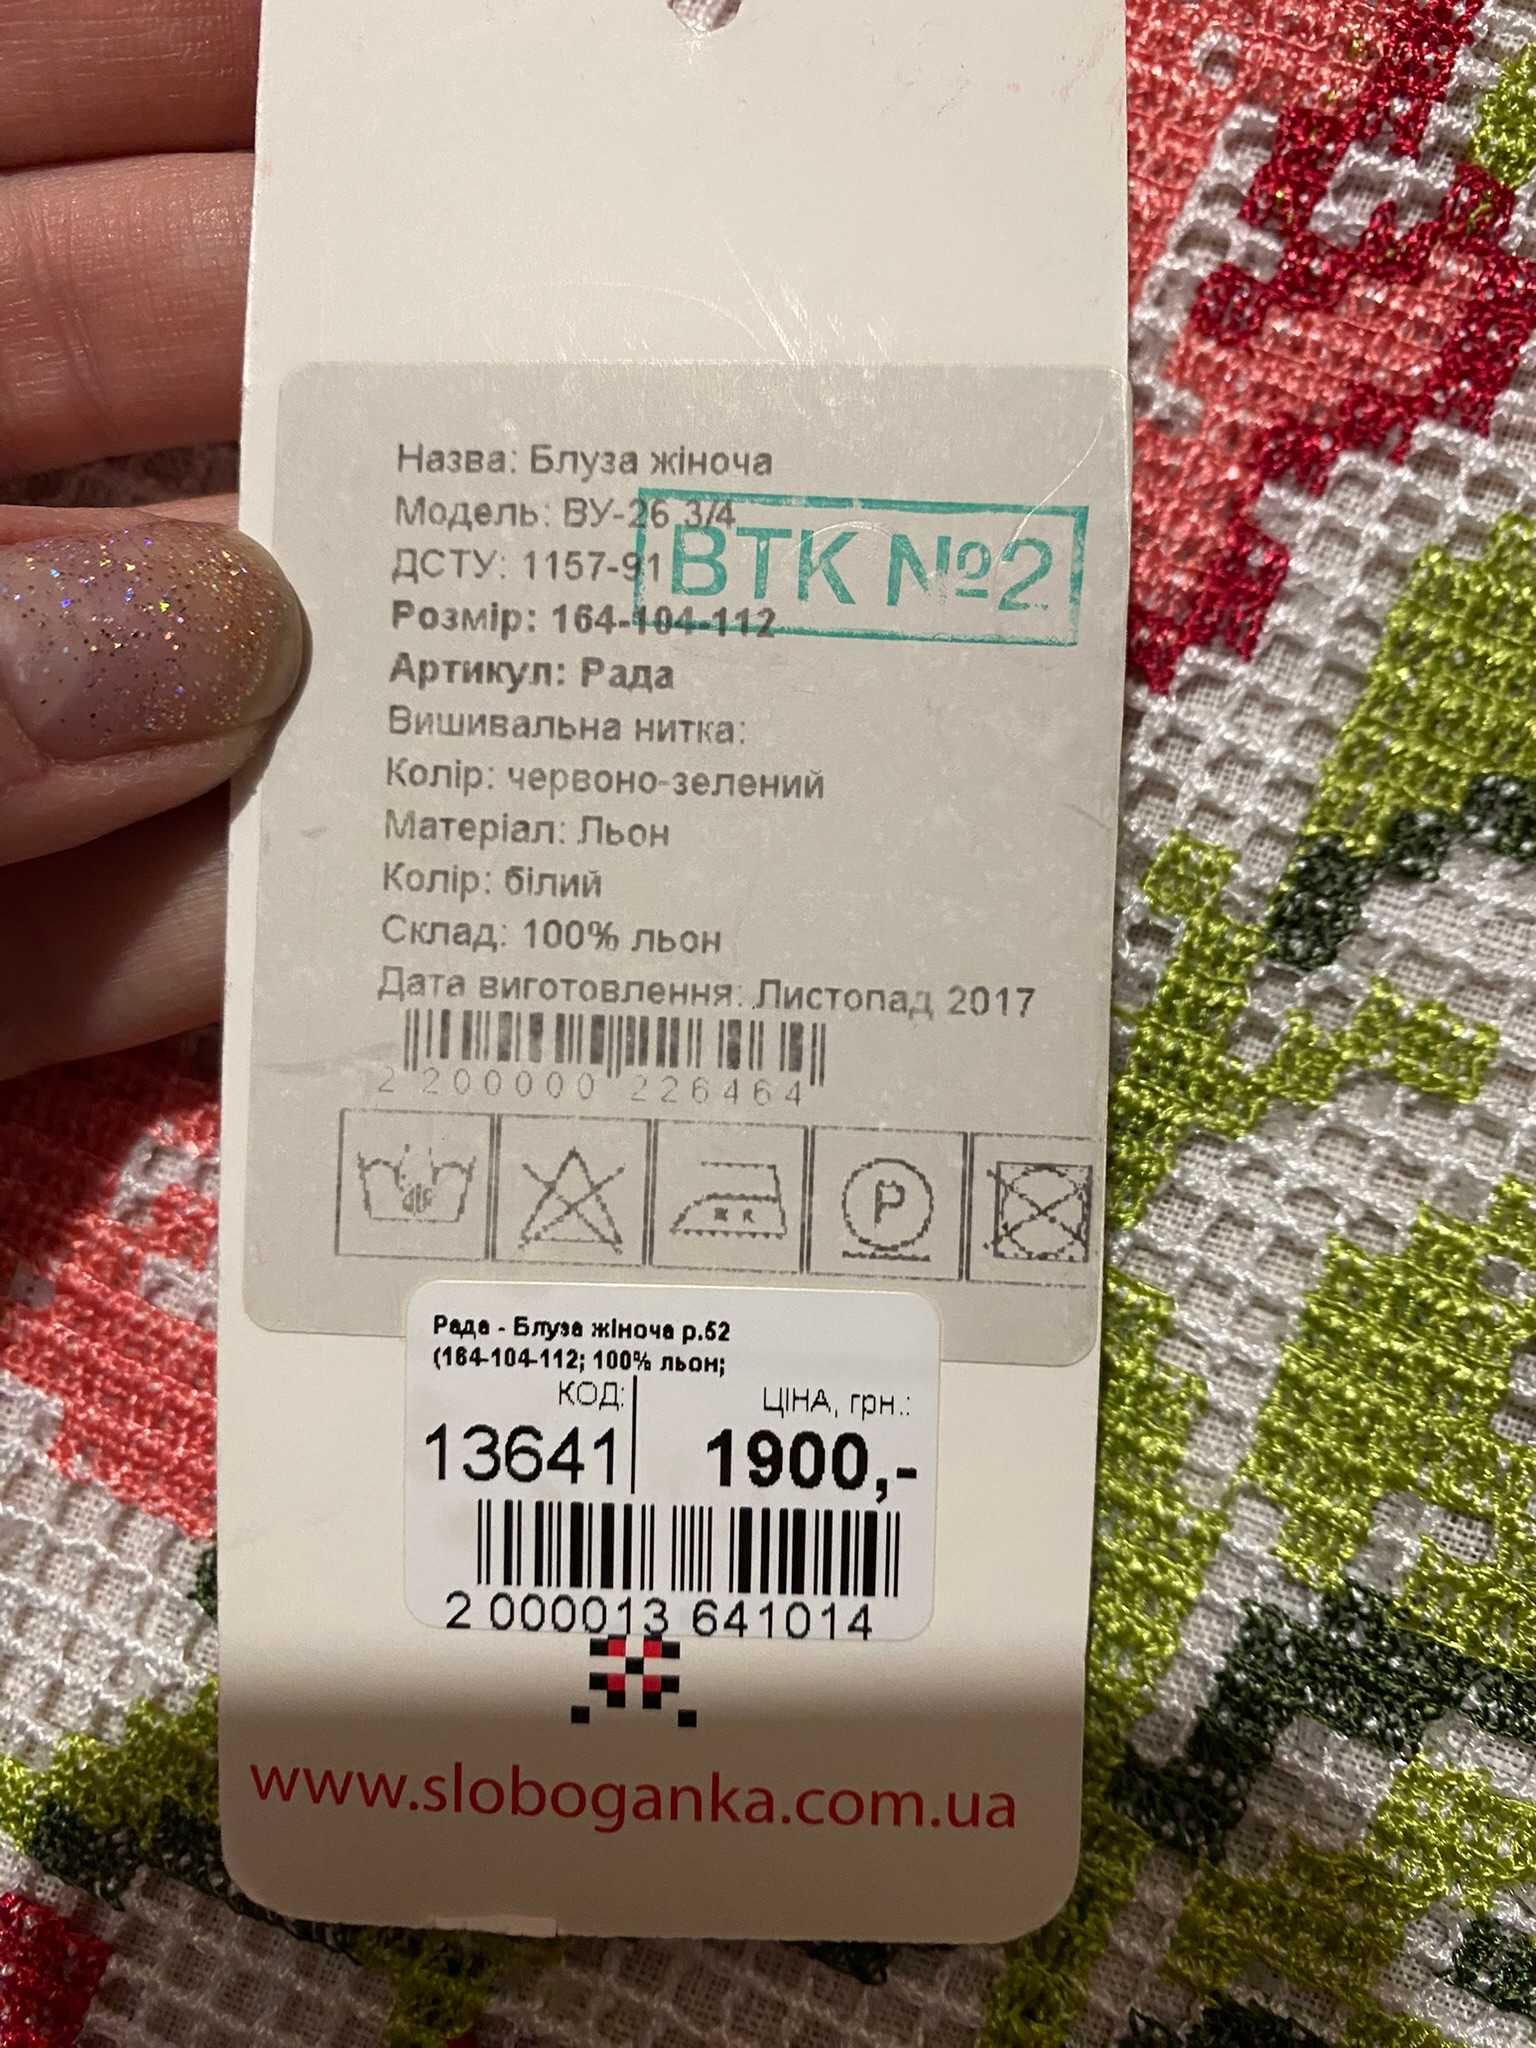 Назва: Блуза жіноча
Модель: ВУ-26 3/4
ДСТУ: 1157-91
ВТК №2
Розмір: 164-104-112
Артикул: Рада
Вишивальна нитка:
Колір: червоно-зелений
Матеріал: Льон
Колір: білий
Склад: 100% льон
Дата виготовлення: Листопад 2017
2 200000 226464
P
Рада - Блуза жіноча р.52
(164-104-112; 100% льон;
КОД: ЦІНА, грн.:
13641 1900,-
2 000013 641014
www.sloboganka.com.ua